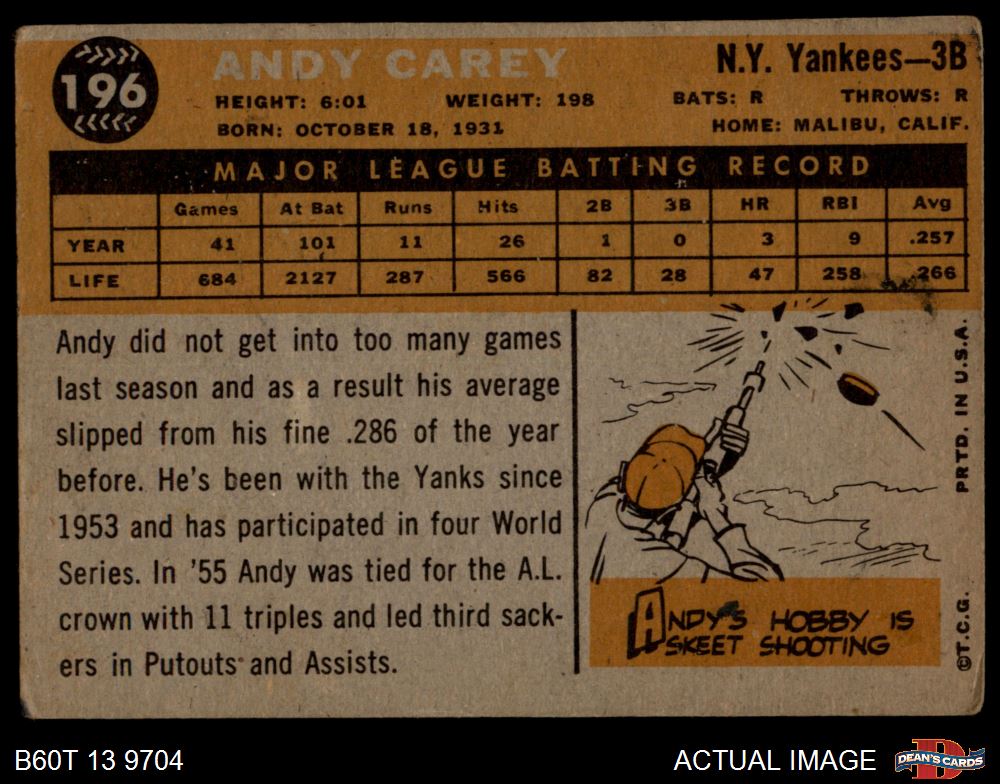 196
ANDY CAREY
N.Y. Yankees—3B
HEIGHT: 6:01 WEIGHT: 198 BATS: R THROWS: R
BORN: OCTOBER 18, 1931 HOME: MALIBU, CALIF.
MAJOR LEAGUE BATTING RECORD
Games At Bat Runs Hits 2B 3B HR RBI Avg
YEAR 41 101 11 26 1 0 3 9 .257
LIFE 684 2127 287 566 82 28 47 258 .266
Andy did not get into too many games
last season and as a result his average
slipped from his fine .286 of the year
before. He's been with the Yanks since
1953 and has participated in four World
Series. In '55 Andy was tied for the A.L.
crown with 11 triples and led third sack-
ers in Putouts and Assists.
ANDY'S HOBBY IS
SKEET SHOOTING
©T.C.G. PRTD. IN U.S.A.
B60T 13 9704
ACTUAL IMAGE
D
DEAN'S CARDS